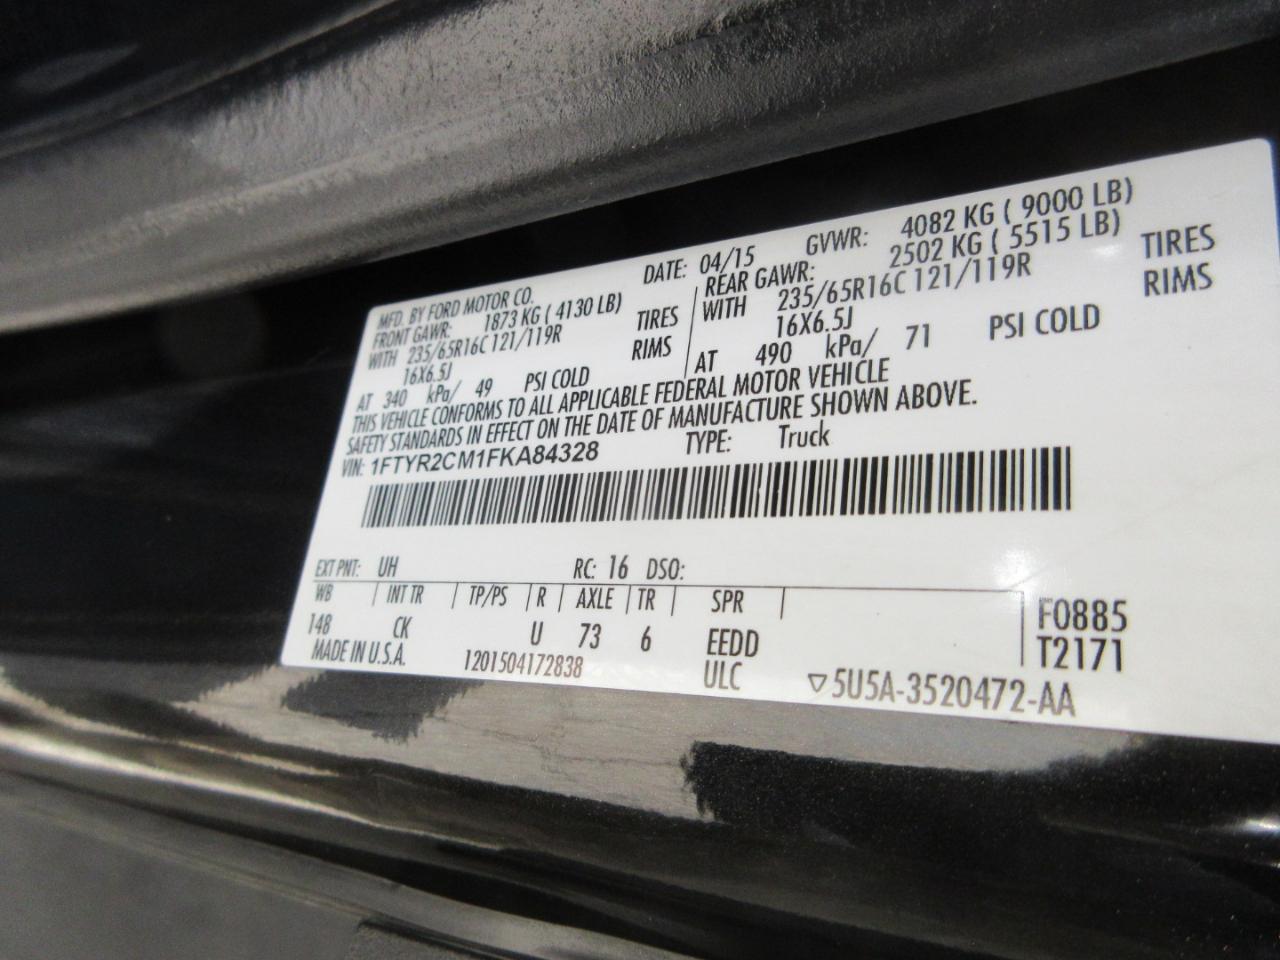 MFD. BY FORD MOTOR CO. DATE: 04/15 GVWR: 4082 KG ( 9000 LB)
FRONT GAWR: 1873 KG ( 4130 LB) REAR GAWR: 2502 KG ( 5515 LB)
WITH 235/65R16C 121/119R TIRES WITH 235/65R16C 121/119R TIRES
16X6.5J RIMS 16X6.5J RIMS
AT 340 kPa/ 49 PSI COLD AT 490 kPa/ 71 PSI COLD
THIS VEHICLE CONFORMS TO ALL APPLICABLE FEDERAL MOTOR VEHICLE
SAFETY STANDARDS IN EFFECT ON THE DATE OF MANUFACTURE SHOWN ABOVE.
VIN: 1FTYR2CM1FKA84328 TYPE: Truck
EXT PNT: UH RC: 16 DSO:
WB INT TR TP/PS R AXLE TR SPR F0885
148 CK U 73 6 EEDD T2171
MADE IN U.S.A. 1201504172838 ULC ▽5U5A-3520472-AA